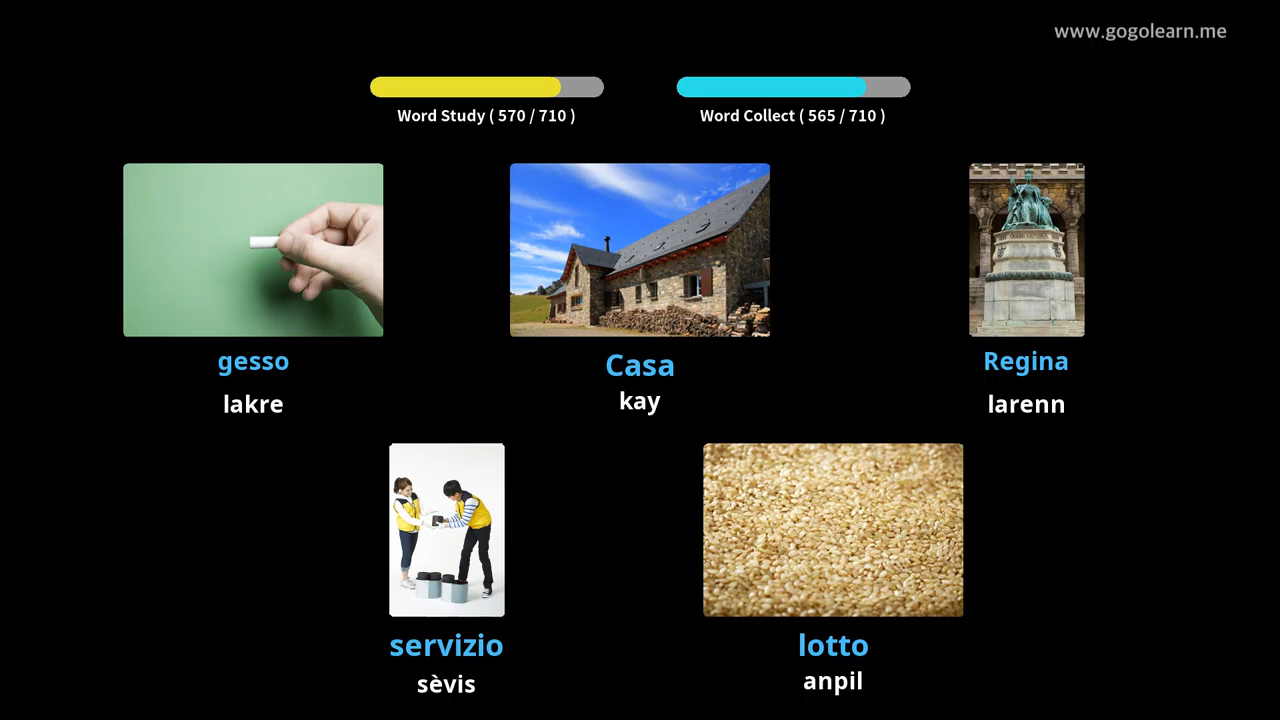 www.gogolearn.me
Word Study ( 570 / 710 )
Word Collect ( 565 / 710 )
gesso
lakre
Casa
kay
Regina
larenn
servizio
sèvis
lotto
anpil